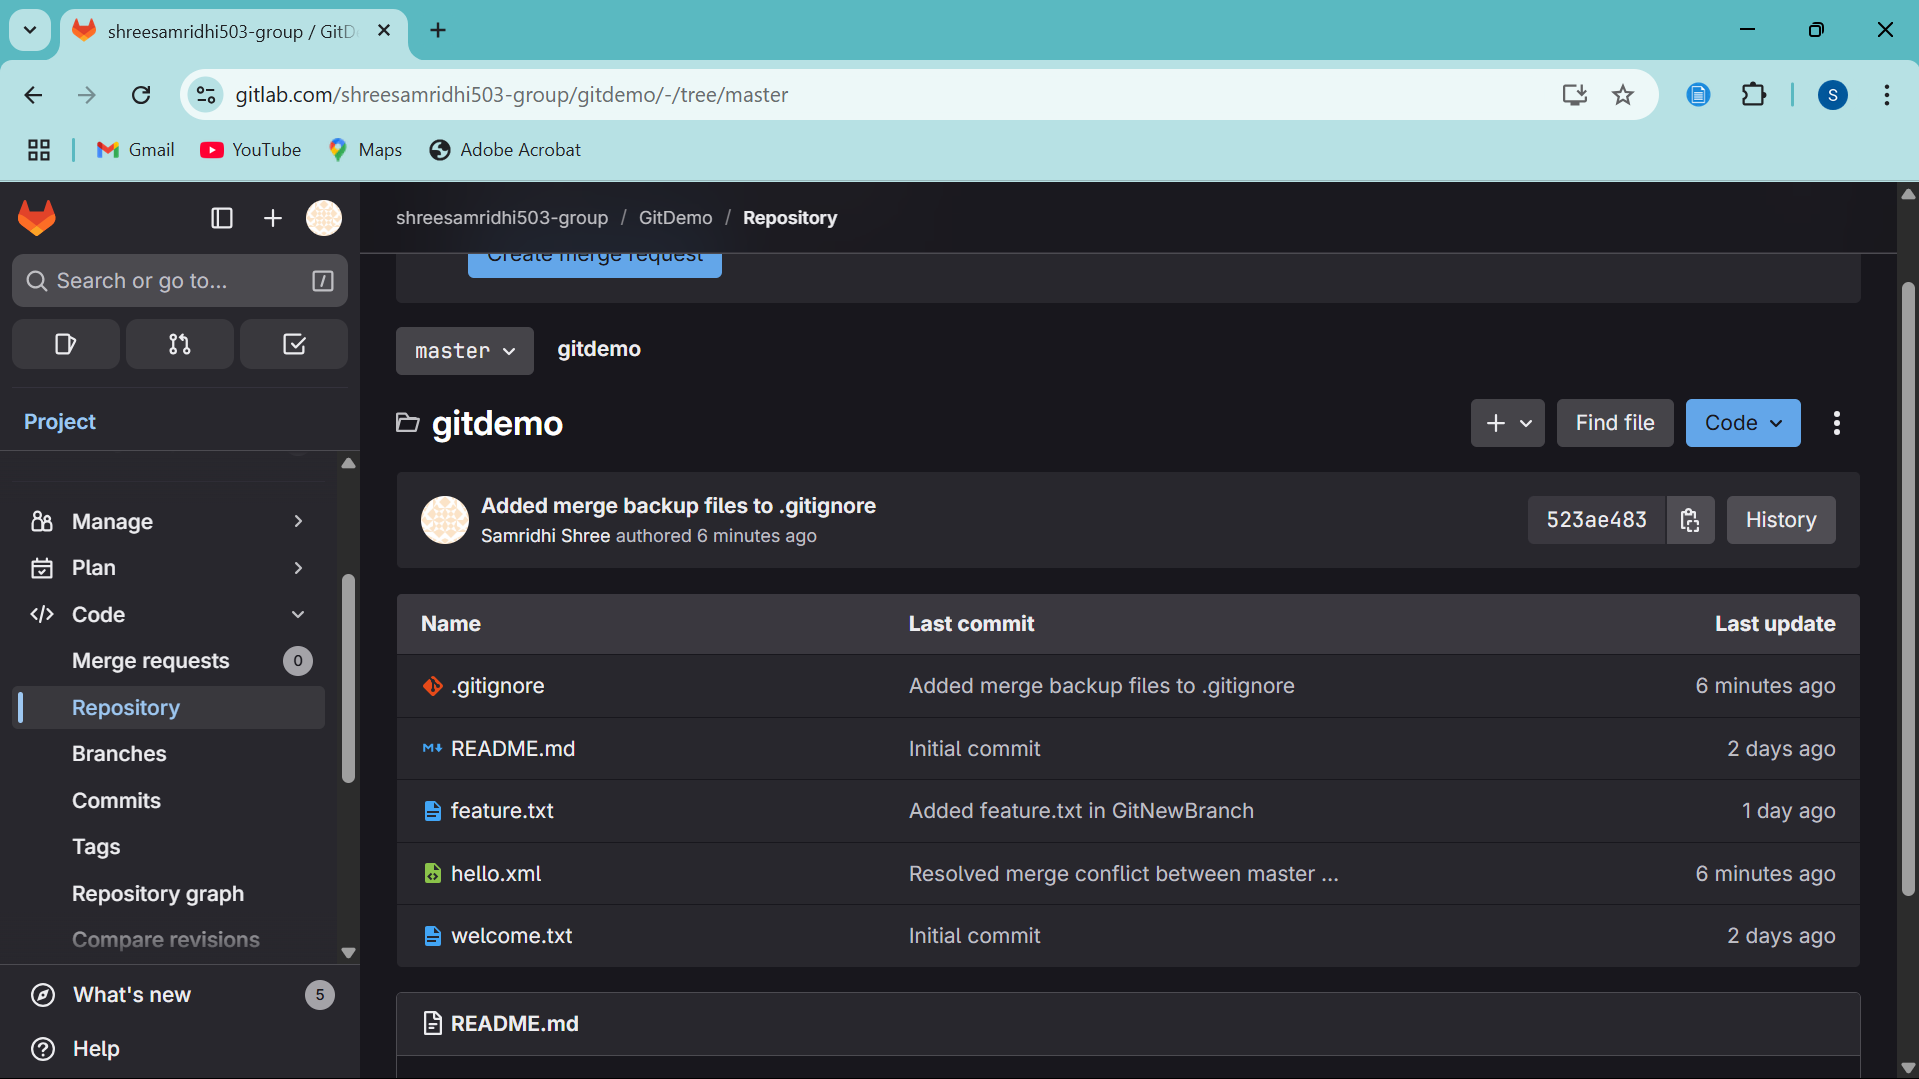 shreesamridhi503-group / GitD
gitlab.com/shreesamridhi503-group/gitdemo/-/tree/master
S
Gmail
YouTube
Maps
Adobe Acrobat
shreesamridhi503-group / GitDemo / Repository
Search or go to...
/
Create merge request
master
gitdemo
Project
gitdemo
Find file
Code
Added merge backup files to .gitignore
Samridhi Shree authored 6 minutes ago
523ae483
History
Manage
Plan
Code
Merge requests 0
Repository
Branches
Commits
Tags
Repository graph
Compare revisions
What's new 5
Help
Name Last commit Last update
.gitignore Added merge backup files to .gitignore 6 minutes ago
README.md Initial commit 2 days ago
feature.txt Added feature.txt in GitNewBranch 1 day ago
hello.xml Resolved merge conflict between master ... 6 minutes ago
welcome.txt Initial commit 2 days ago
README.md